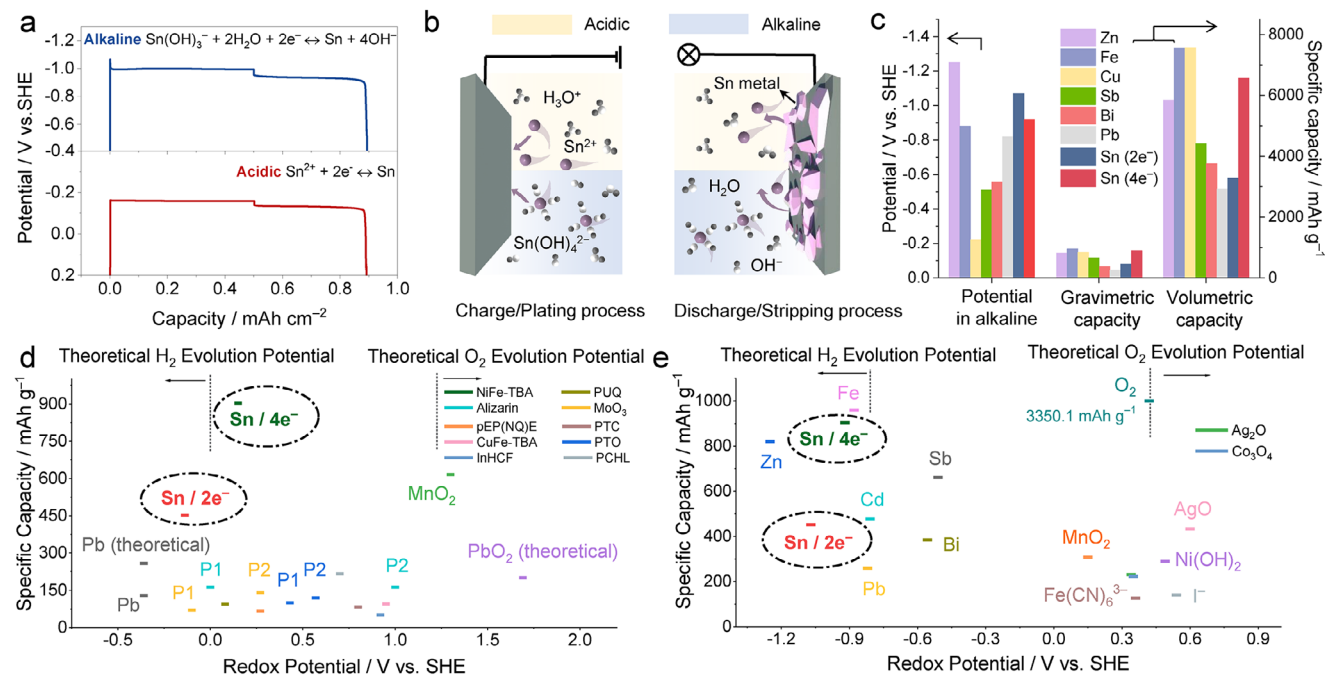 a
-1.2
-1.0
-0.8
-0.6
-0.4
-0.2
0.0
0.2
Potential / V vs.SHE
Alkaline Sn(OH)₃⁻ + 2H₂O + 2e⁻ ↔ Sn + 4OH⁻
Acidic Sn²⁺ + 2e⁻ ↔ Sn
0.0 0.2 0.4 0.6 0.8 1.0
Capacity / mAh cm⁻²
b
Acidic
Alkaline
H₃O⁺
Sn²⁺
Sn(OH)₄²⁻
Sn metal
H₂O
OH⁻
Charge/Plating process
Discharge/Stripping process
c
-1.4
-1.2
-1.0
-0.8
-0.6
-0.4
-0.2
0.0
Potential / V vs.SHE
Zn
Fe
Cu
Sb
Bi
Pb
Sn (2e⁻)
Sn (4e⁻)
8000
6000
4000
2000
0
Specific capacity / mAh g⁻¹
Potential
in alkaline
Gravimetric
capacity
Volumetric
capacity
d
Theoretical H₂ Evolution Potential
Theoretical O₂ Evolution Potential
900
750
600
450
300
150
0
Specific Capacity / mAh g⁻¹
Sn / 4e⁻
Sn / 2e⁻
NiFe-TBA
Alizarin
pEP(NQ)E
CuFe-TBA
InHCF
PUQ
MoO₃
PTC
PTO
PCHL
MnO₂
Pb (theoretical)
PbO₂ (theoretical)
Pb
P1
P1
P2
P1
P2
P2
-0.5 0.0 0.5 1.0 1.5 2.0
Redox Potential / V vs. SHE
e
Theoretical H₂ Evolution Potential
Theoretical O₂ Evolution Potential
1000
800
600
400
200
0
Specific Capacity / mAh g⁻¹
Fe
Sn / 4e⁻
Zn
Sb
Cd
Sn / 2e⁻
Bi
Pb
O₂
3350.1 mAh g⁻¹
Ag₂O
Co₃O₄
AgO
MnO₂
Ni(OH)₂
Fe(CN)₆³⁻
I⁻
-1.2 -0.9 -0.6 -0.3 0.0 0.3 0.6 0.9
Redox Potential / V vs. SHE